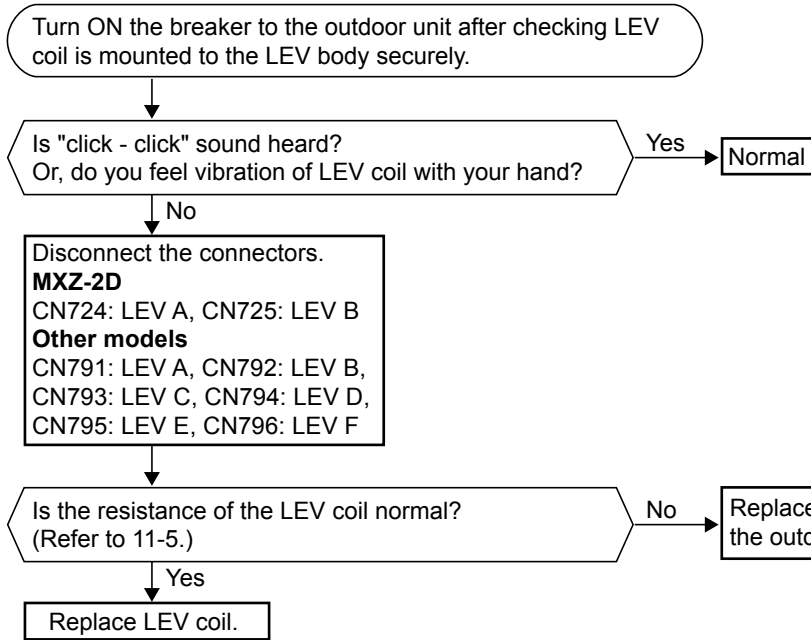 Turn ON the breaker to the outdoor unit after checking LEV
coil is mounted to the LEV body securely.
Is "click - click" sound heard?
Or, do you feel vibration of LEV coil with your hand?
Yes
Normal
No
Disconnect the connectors.
MXZ-2D
CN724: LEV A, CN725: LEV B
Other models
CN791: LEV A, CN792: LEV B,
CN793: LEV C, CN794: LEV D,
CN795: LEV E, CN796: LEV F
Is the resistance of the LEV coil normal?
(Refer to 11-5.)
No
Replace
the
Yes
Replace LEV coil.